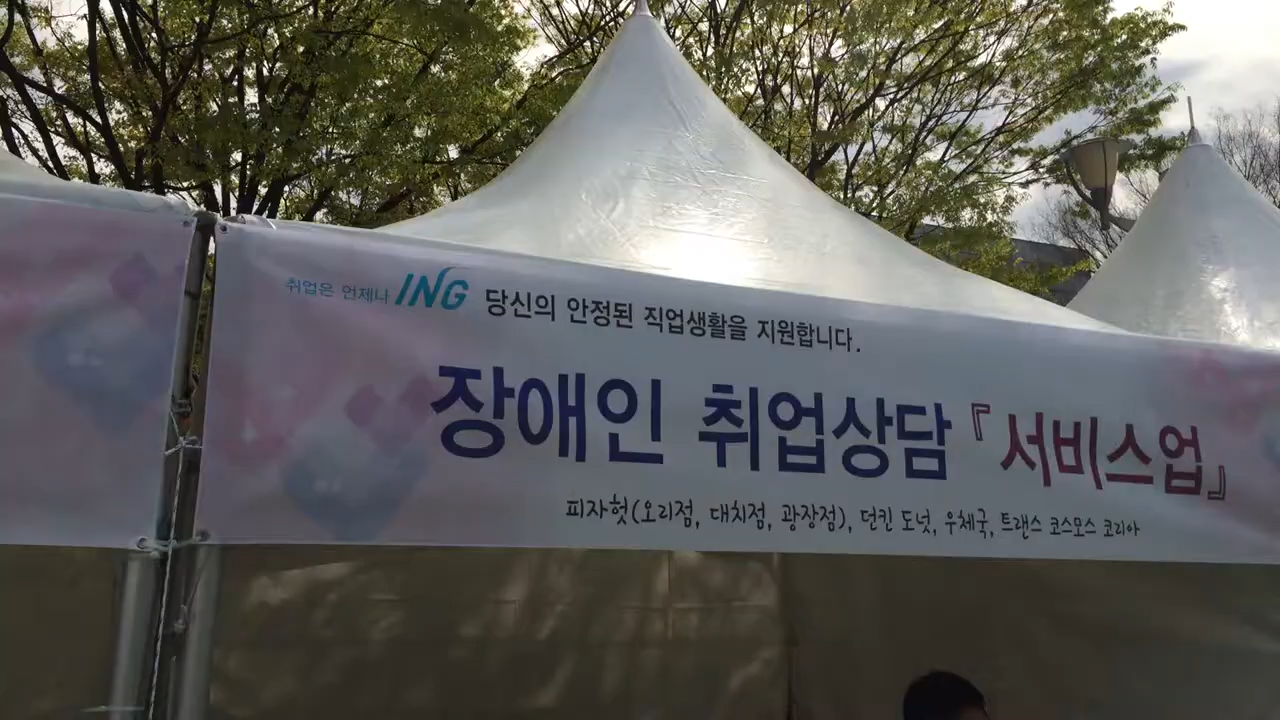 취업은 언제나 ING 당신의 안정된 직업생활을 지원합니다.
장애인 취업상담 『서비스업』
피자헛(오리점, 대치점, 광장점), 던킨 도넛, 우체국, 트랜스 코스모스 코리아